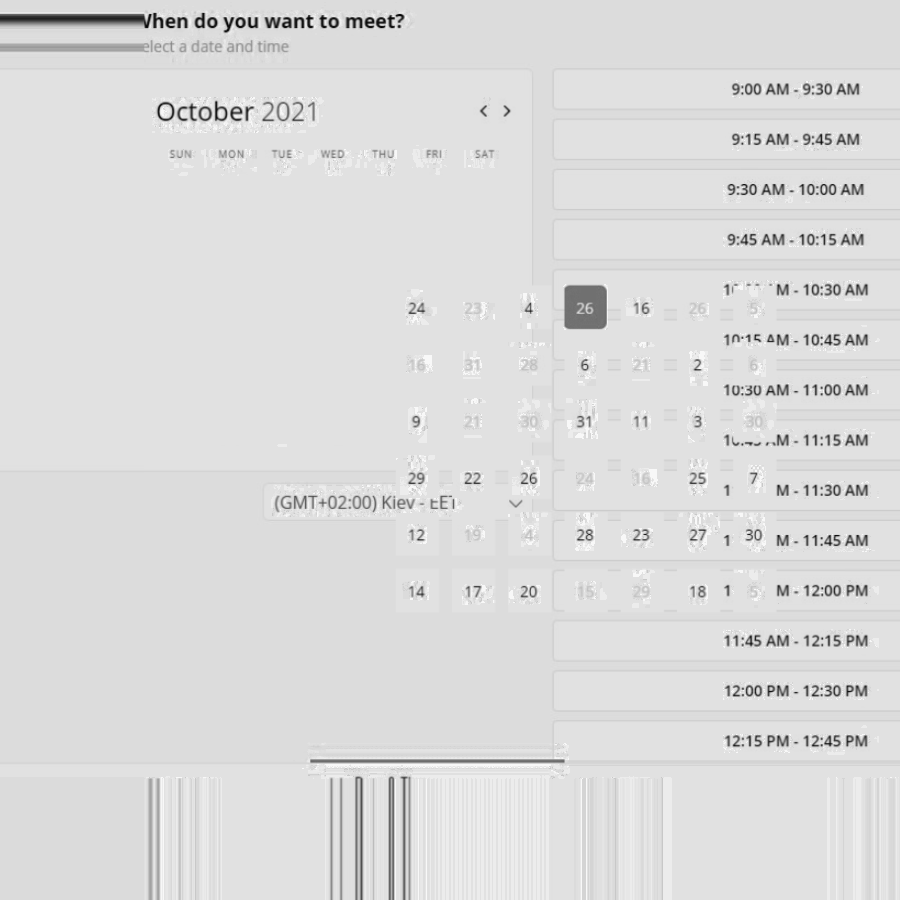 When do you want to meet?
elect a date and time
October 2021
SUN MON TUE WED THU FRI SAT
9:00 AM - 9:30 AM
9:15 AM - 9:45 AM
9:30 AM - 10:00 AM
9:45 AM - 10:15 AM
M - 10:30 AM
10:15 AM - 10:45 AM
10:30 AM - 11:00 AM
10:45 AM - 11:15 AM
1 M - 11:30 AM
1 M - 11:45 AM
1 M - 12:00 PM
11:45 AM - 12:15 PM
12:00 PM - 12:30 PM
12:15 PM - 12:45 PM
24 23 4 26 16 26 5
16 31 28 6 21 2 6
9 21 30 31 11 3 30
29 22 26 24 16 25 7
(GMT+02:00) Kiev - EET
12 19 4 28 23 27 30
14 17 20 15 29 18 5